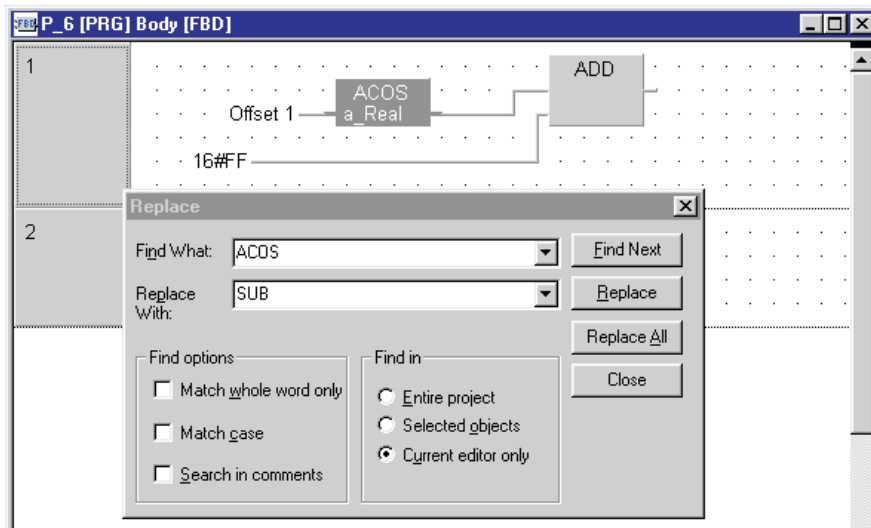 FBD P_6 [PRG] Body [FBD]
1
ADD
ACOS
Offset 1 a_Real
16#FF
2
Replace
Find What: ACOS Find Next
Replace With: SUB Replace
Replace All
Find options Find in Close
Match whole word only Entire project
Match case Selected objects
Search in comments Current editor only